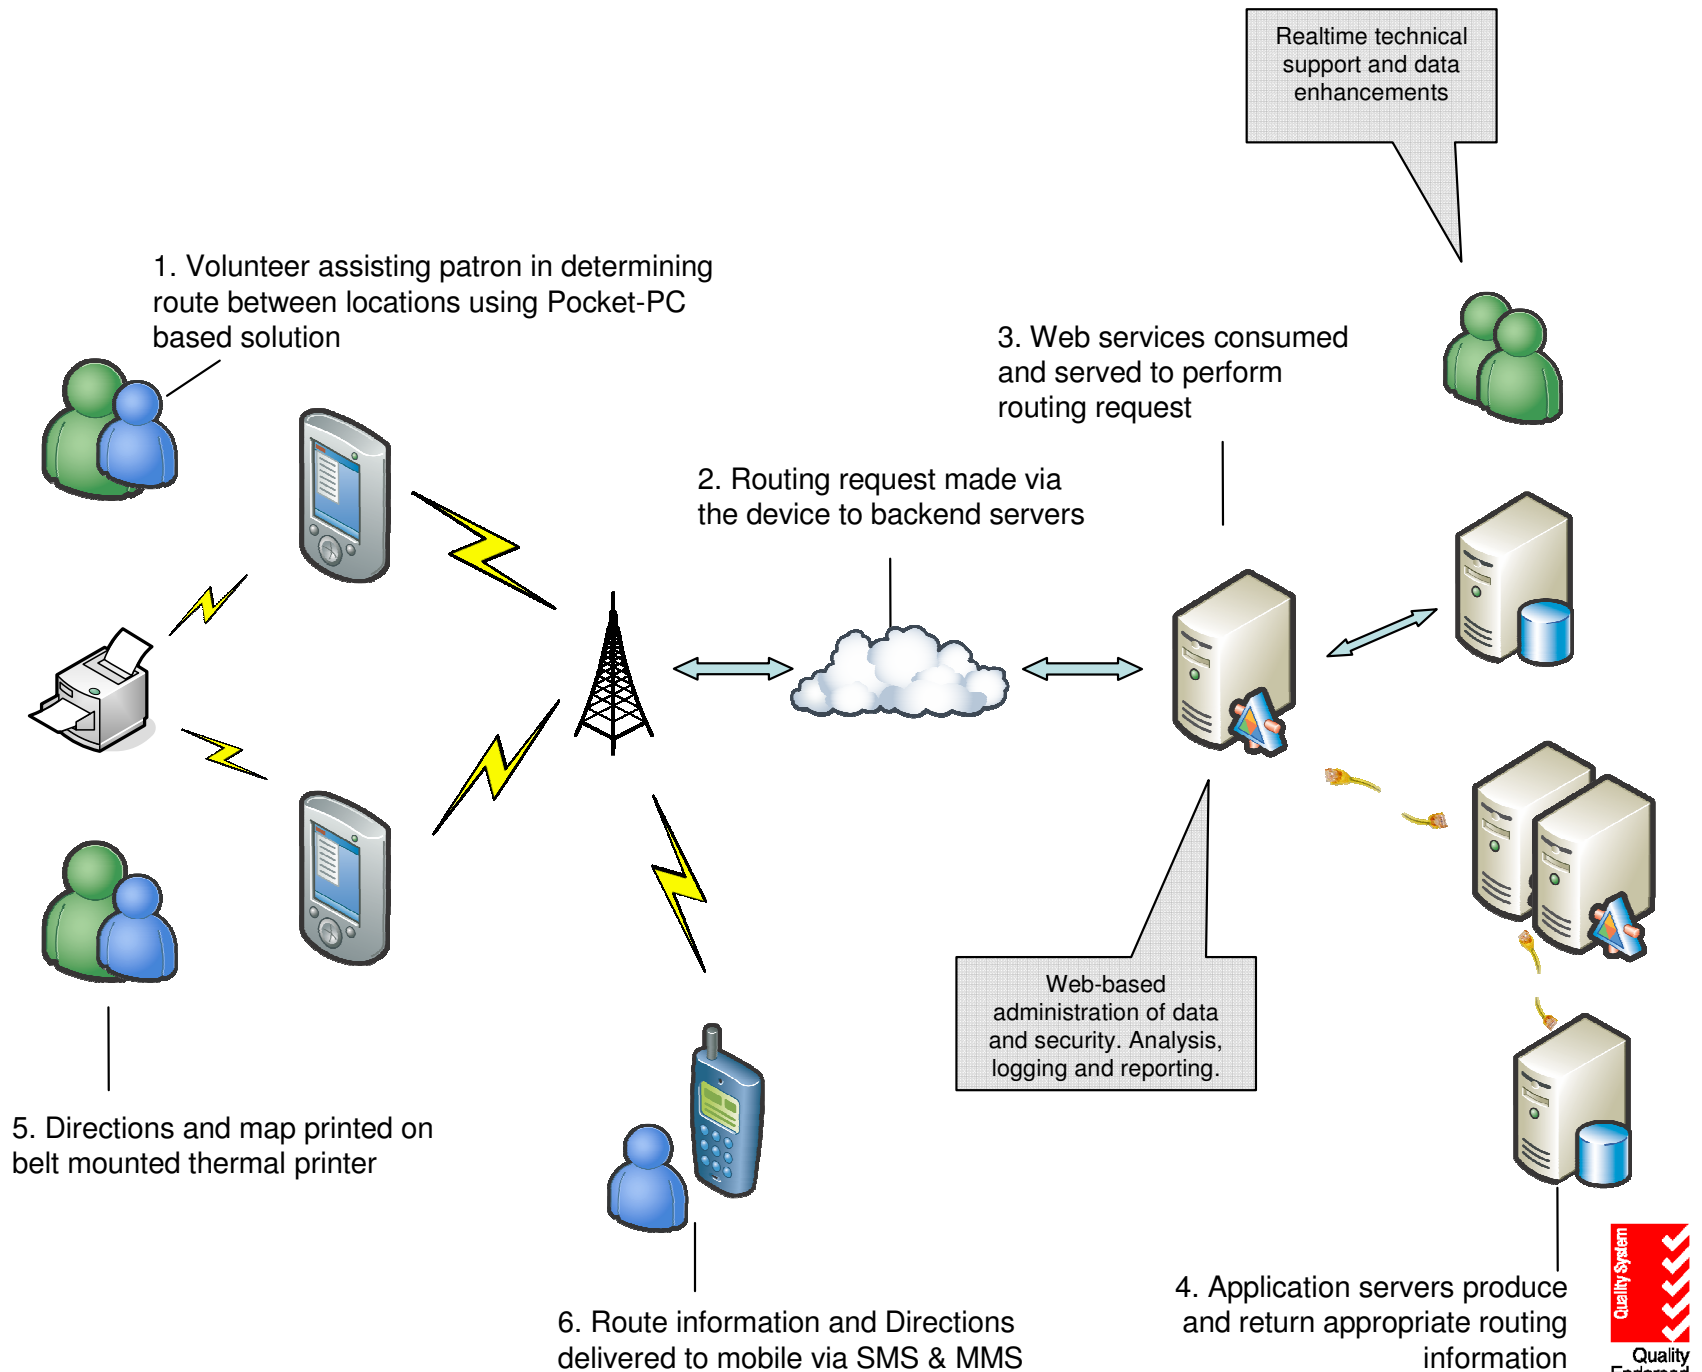 Realtime technical
support and data
enhancements
1. Volunteer assisting patron in determining
route between locations using Pocket-PC
based solution
3. Web services consumed
and served to perform
routing request
2. Routing request made via
the device to backend servers
Web-based
administration of data
and security. Analysis,
logging and reporting.
5. Directions and map printed on
belt mounted thermal printer
6. Route information and Directions
delivered to mobile via SMS & MMS
4. Application servers produce
and return appropriate routing
information
Quality System
Quality
Endorsed